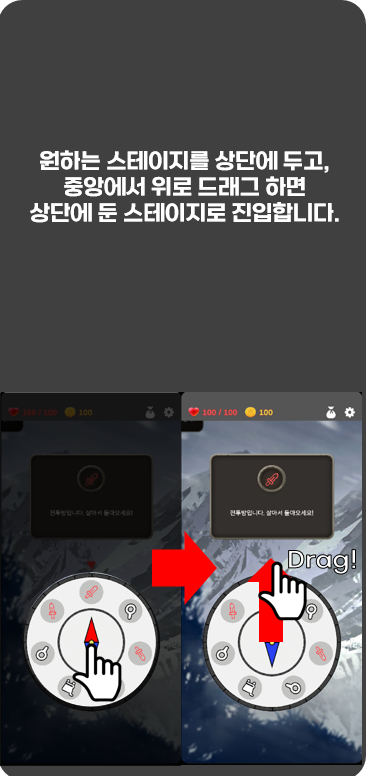 원하는 스테이지를 상단에 두고,
중앙에서 위로 드래그 하면
상단에 둔 스테이지로 진입합니다.
100 / 100 100
100 / 100 100
전투방입니다. 살아서 돌아오세요!
전투방입니다. 살아서 돌아오세요!
Drag!